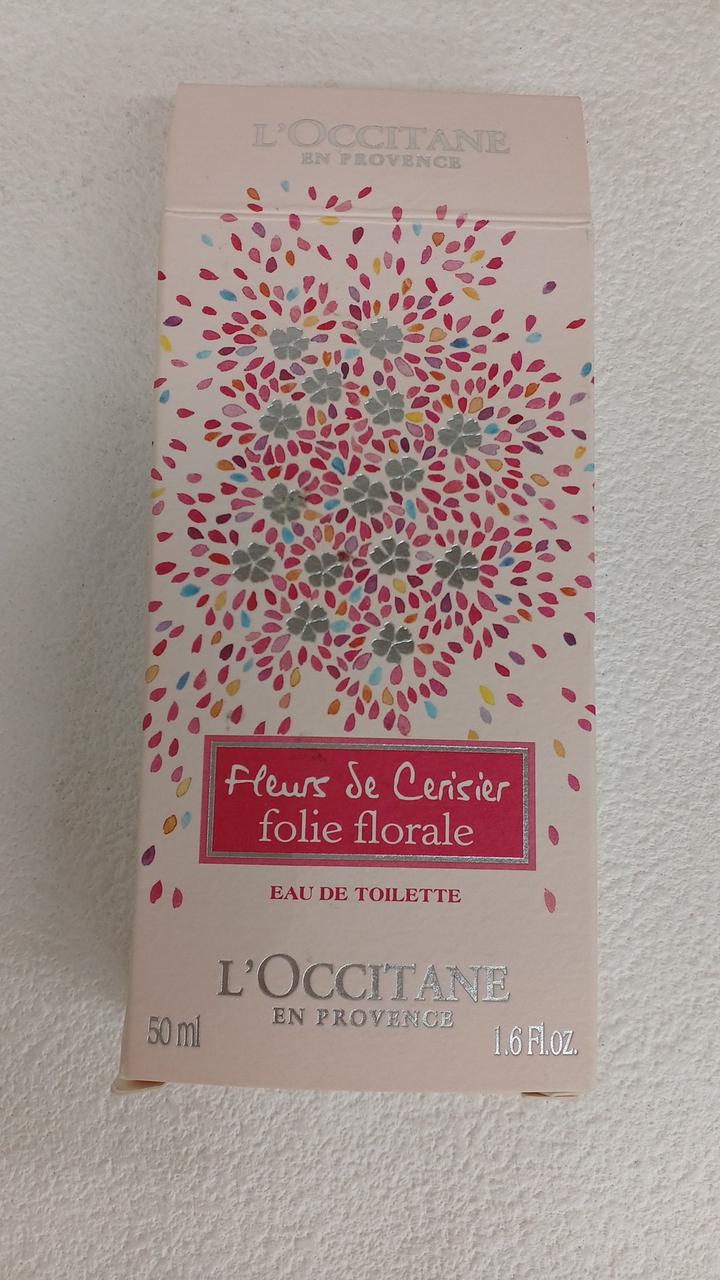 L'OCCITANE
EN PROVENCE
Fleurs de Cerisier
folie florale
EAU DE TOILETTE
L'OCCITANE
EN PROVENCE
50 ml
1.6 Fl.oz.